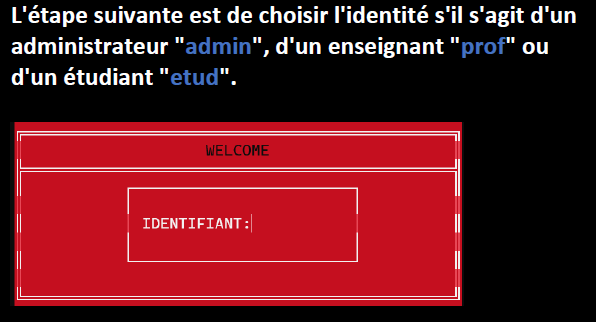 L'étape suivante est de choisir l'identité s'il s'agit d'un
administrateur "admin", d'un enseignant "prof" ou
d'un étudiant "etud".
WELCOME
IDENTIFIANT: